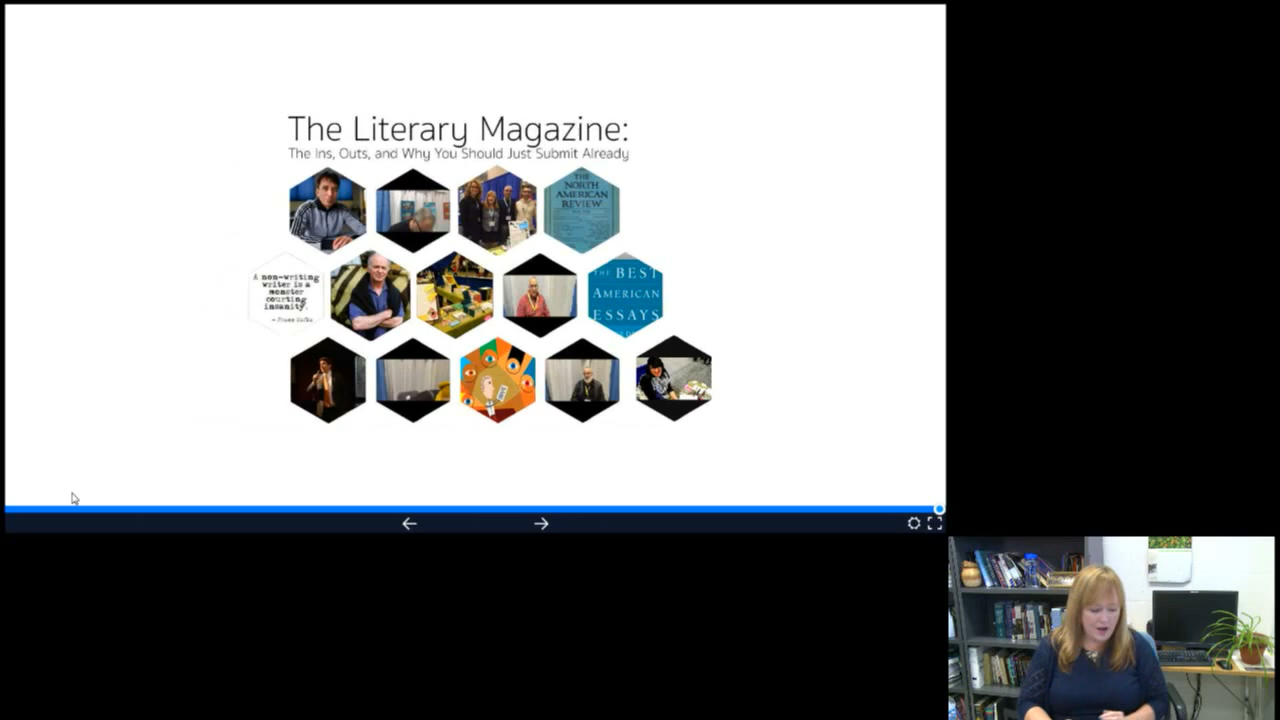 The Literary Magazine:
The Ins, Outs, and Why You Should Just Submit Already
THE
NORTH
AMERICAN
REVIEW
A non-writing
writer is a
monster
courting
insanity.
THE BEST
AMERICAN
ESSAYS